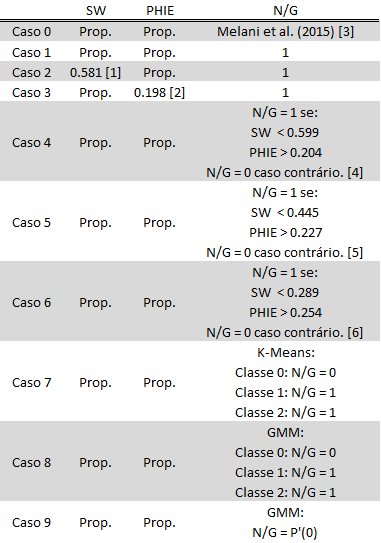 SW PHIE N/G
Caso 0 Prop. Prop. Melani et al. (2015) [3]
Caso 1 Prop. Prop. 1
Caso 2 0.581 [1] Prop. 1
Caso 3 Prop. 0.198 [2] 1
N/G = 1 se:
SW < 0.599
Caso 4 Prop. Prop. PHIE > 0.204
N/G = 0 caso contrário. [4]
N/G = 1 se:
SW < 0.445
Caso 5 Prop. Prop. PHIE > 0.227
N/G = 0 caso contrário. [5]
N/G = 1 se:
SW < 0.289
Caso 6 Prop. Prop. PHIE > 0.254
N/G = 0 caso contrário. [6]
K-Means:
Classe 0: N/G = 0
Caso 7 Prop. Prop. Classe 1: N/G = 1
Classe 2: N/G = 1
GMM:
Classe 0: N/G = 0
Caso 8 Prop. Prop. Classe 1: N/G = 1
Classe 2: N/G = 1
GMM:
Caso 9 Prop. Prop. N/G = P'(0)